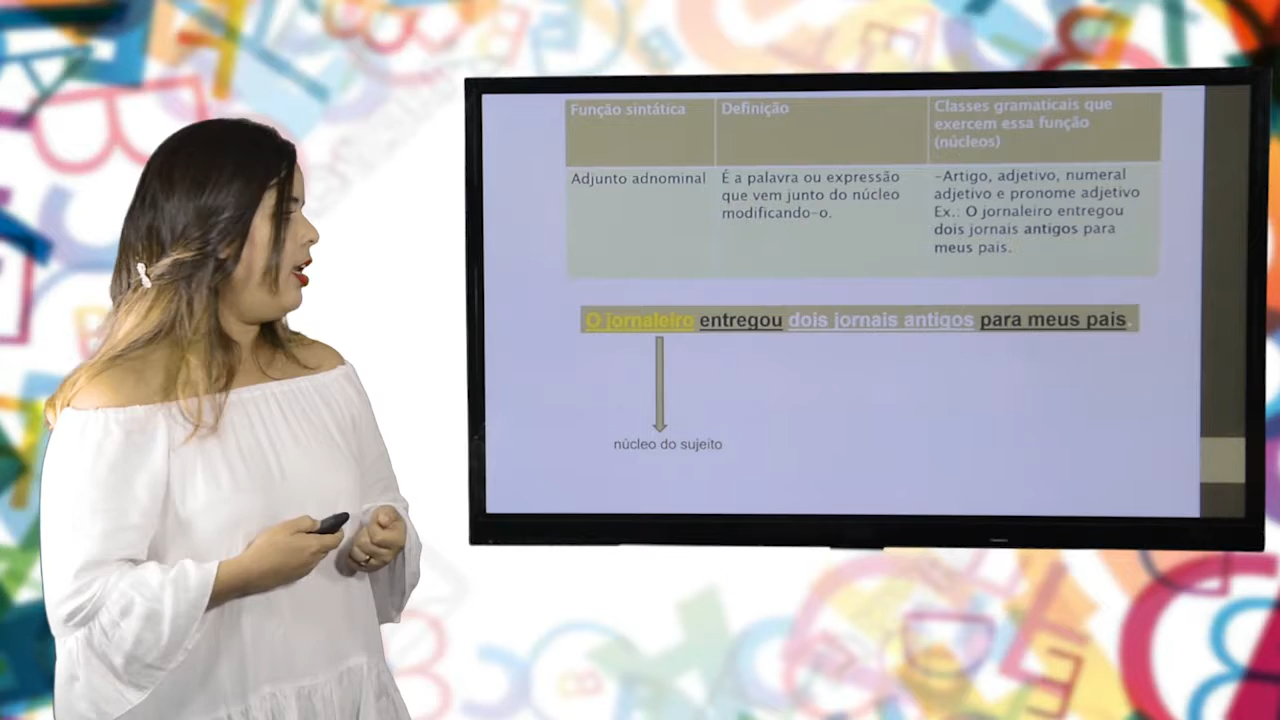 Função sintática
Definição
Classes gramaticais que
exercem essa função
(núcleos)
Adjunto adnominal
É a palavra ou expressão
que vem junto do núcleo
modificando-o.
-Artigo, adjetivo, numeral
adjetivo e pronome adjetivo
Ex.: O jornaleiro entregou
dois jornais antigos para
meus pais.
O jornaleiro entregou dois jornais antigos para meus pais.
núcleo do sujeito